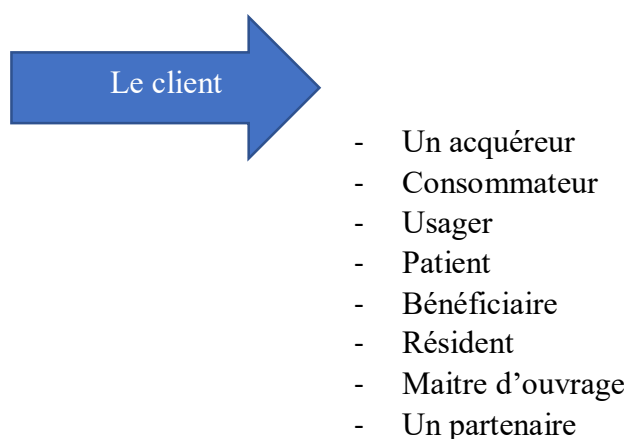 Le client
- Un acquéreur
- Consommateur
- Usager
- Patient
- Bénéficiaire
- Résident
- Maitre d’ouvrage
- Un partenaire